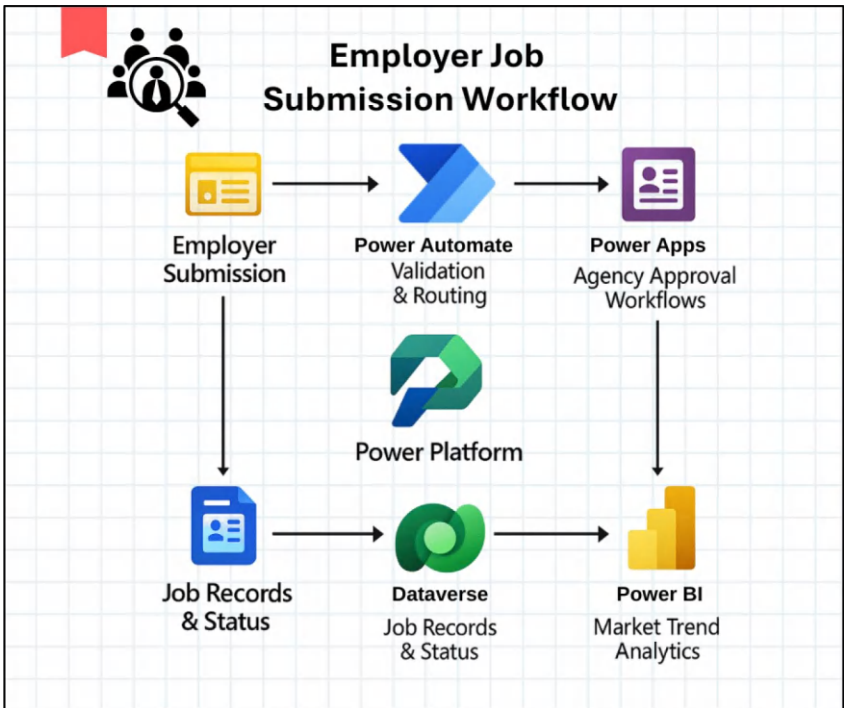 Employer Job
Submission Workflow
Employer
Submission
Power Automate
Validation
& Routing
Power Apps
Agency Approval
Workflows
Power Platform
Job Records
& Status
Dataverse
Job Records
& Status
Power BI
Market Trend
Analytics